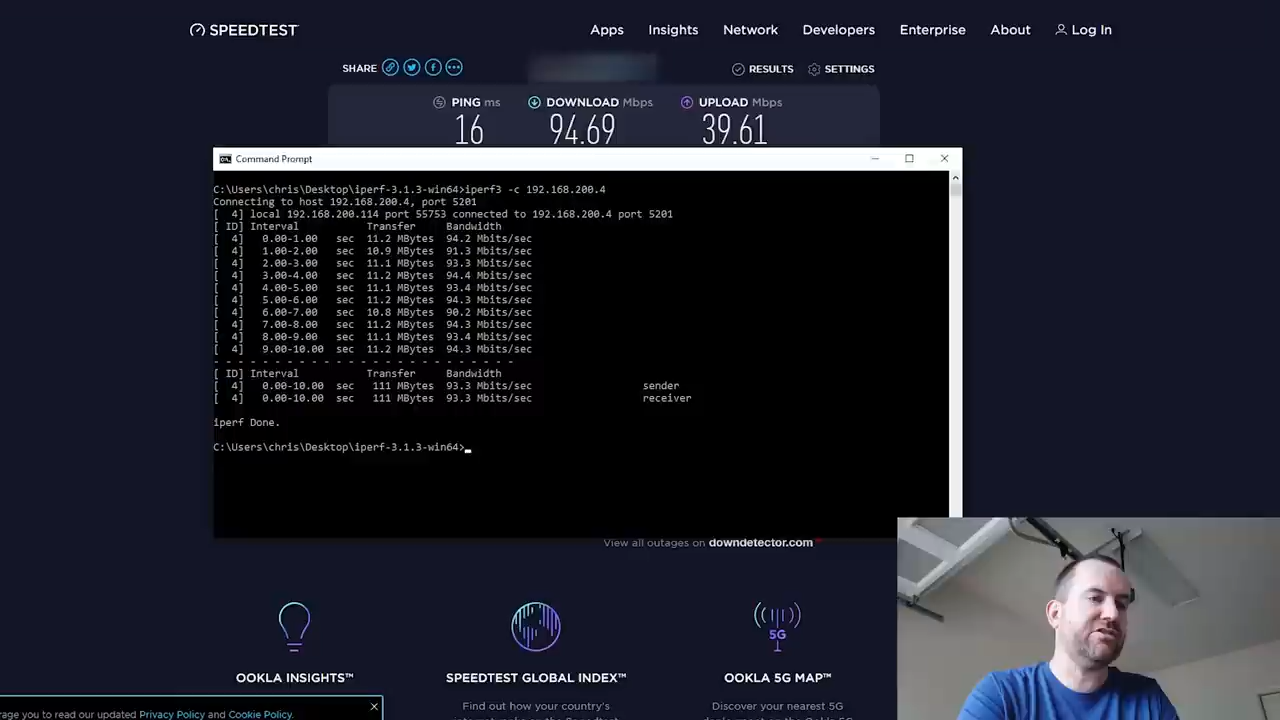 SPEEDTEST
Apps Insights Network Developers Enterprise About Log In
SHARE
RESULTS SETTINGS
PING ms DOWNLOAD Mbps UPLOAD Mbps
16 94.69 39.61
Command Prompt
C:\Users\chris\Desktop\iperf-3.1.3-win64>iperf3 -c 192.168.200.4
Connecting to host 192.168.200.4, port 5201
[  4] local 192.168.200.114 port 55753 connected to 192.168.200.4 port 5201
[ ID] Interval           Transfer     Bandwidth
[  4]   0.00-1.00   sec  11.2 MBytes  94.2 Mbits/sec
[  4]   1.00-2.00   sec  10.9 MBytes  91.3 Mbits/sec
[  4]   2.00-3.00   sec  11.1 MBytes  93.3 Mbits/sec
[  4]   3.00-4.00   sec  11.2 MBytes  94.4 Mbits/sec
[  4]   4.00-5.00   sec  11.1 MBytes  93.4 Mbits/sec
[  4]   5.00-6.00   sec  11.2 MBytes  94.3 Mbits/sec
[  4]   6.00-7.00   sec  10.8 MBytes  90.2 Mbits/sec
[  4]   7.00-8.00   sec  11.2 MBytes  94.3 Mbits/sec
[  4]   8.00-9.00   sec  11.1 MBytes  93.4 Mbits/sec
[  4]   9.00-10.00  sec  11.2 MBytes  94.3 Mbits/sec
- - - - - - - - - - - - - - - - - - - - - - - - -
[ ID] Interval           Transfer     Bandwidth
[  4]   0.00-10.00  sec   111 MBytes  93.3 Mbits/sec                  sender
[  4]   0.00-10.00  sec   111 MBytes  93.3 Mbits/sec                  receiver
iperf Done.
C:\Users\chris\Desktop\iperf-3.1.3-win64>
View all outages on downdetector.com
5G
OOKLA INSIGHTS™ SPEEDTEST GLOBAL INDEX™ OOKLA 5G MAP™
Find out how your country's Discover your nearest 5G
rage you to read our updated Privacy Policy and Cookie Policy.